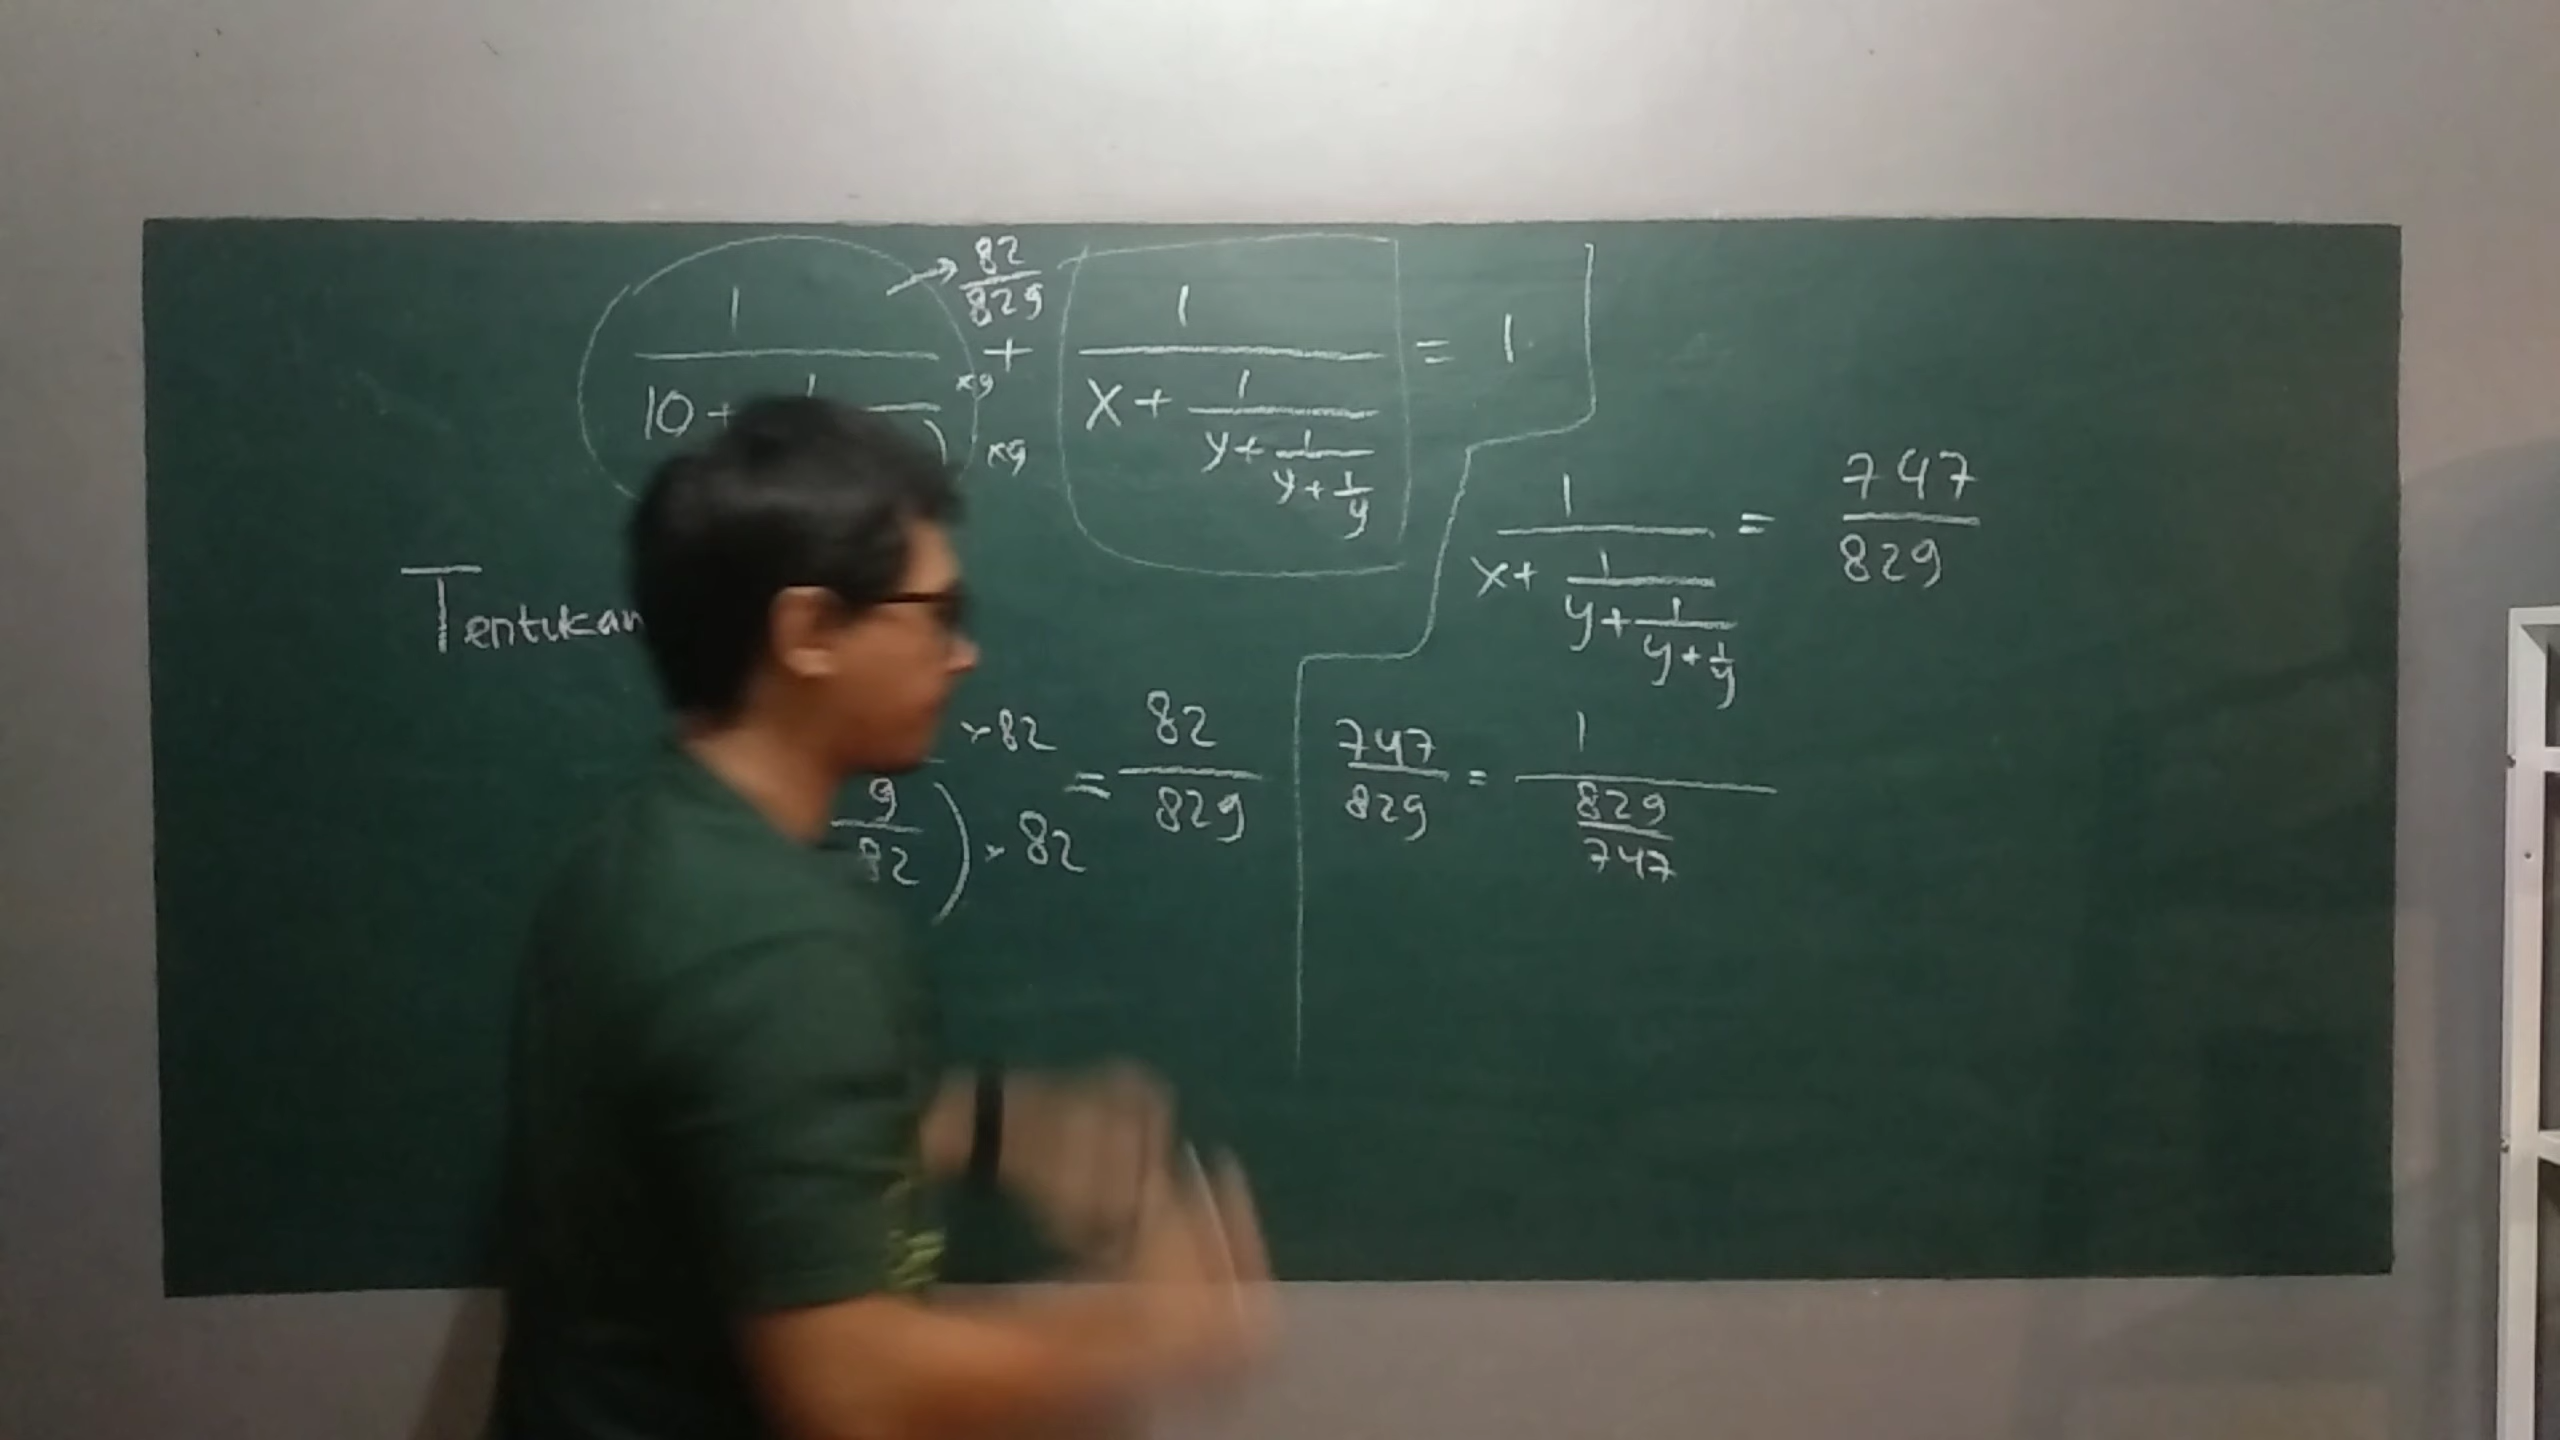 82
829
1 + 1 = 1
10 + 1 ×9 x + 1
) ×9 y + 1
y + 1
y
Tentukan
1 = 747
x + 1 829
y + 1
y + 1
y
×82 = 82
9 829
82 ) × 82
747 = 1
829 829
747